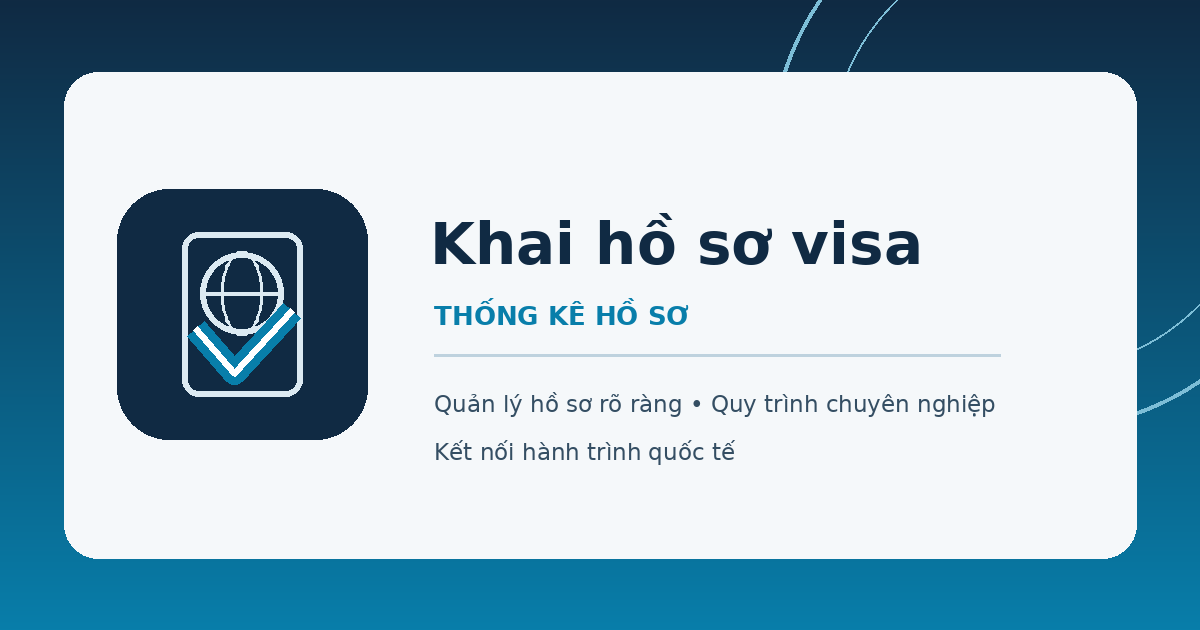 Khai hồ sơ visa
THỐNG KÊ HỒ SƠ
Quản lý hồ sơ rõ ràng • Quy trình chuyên nghiệp
Kết nối hành trình quốc tế